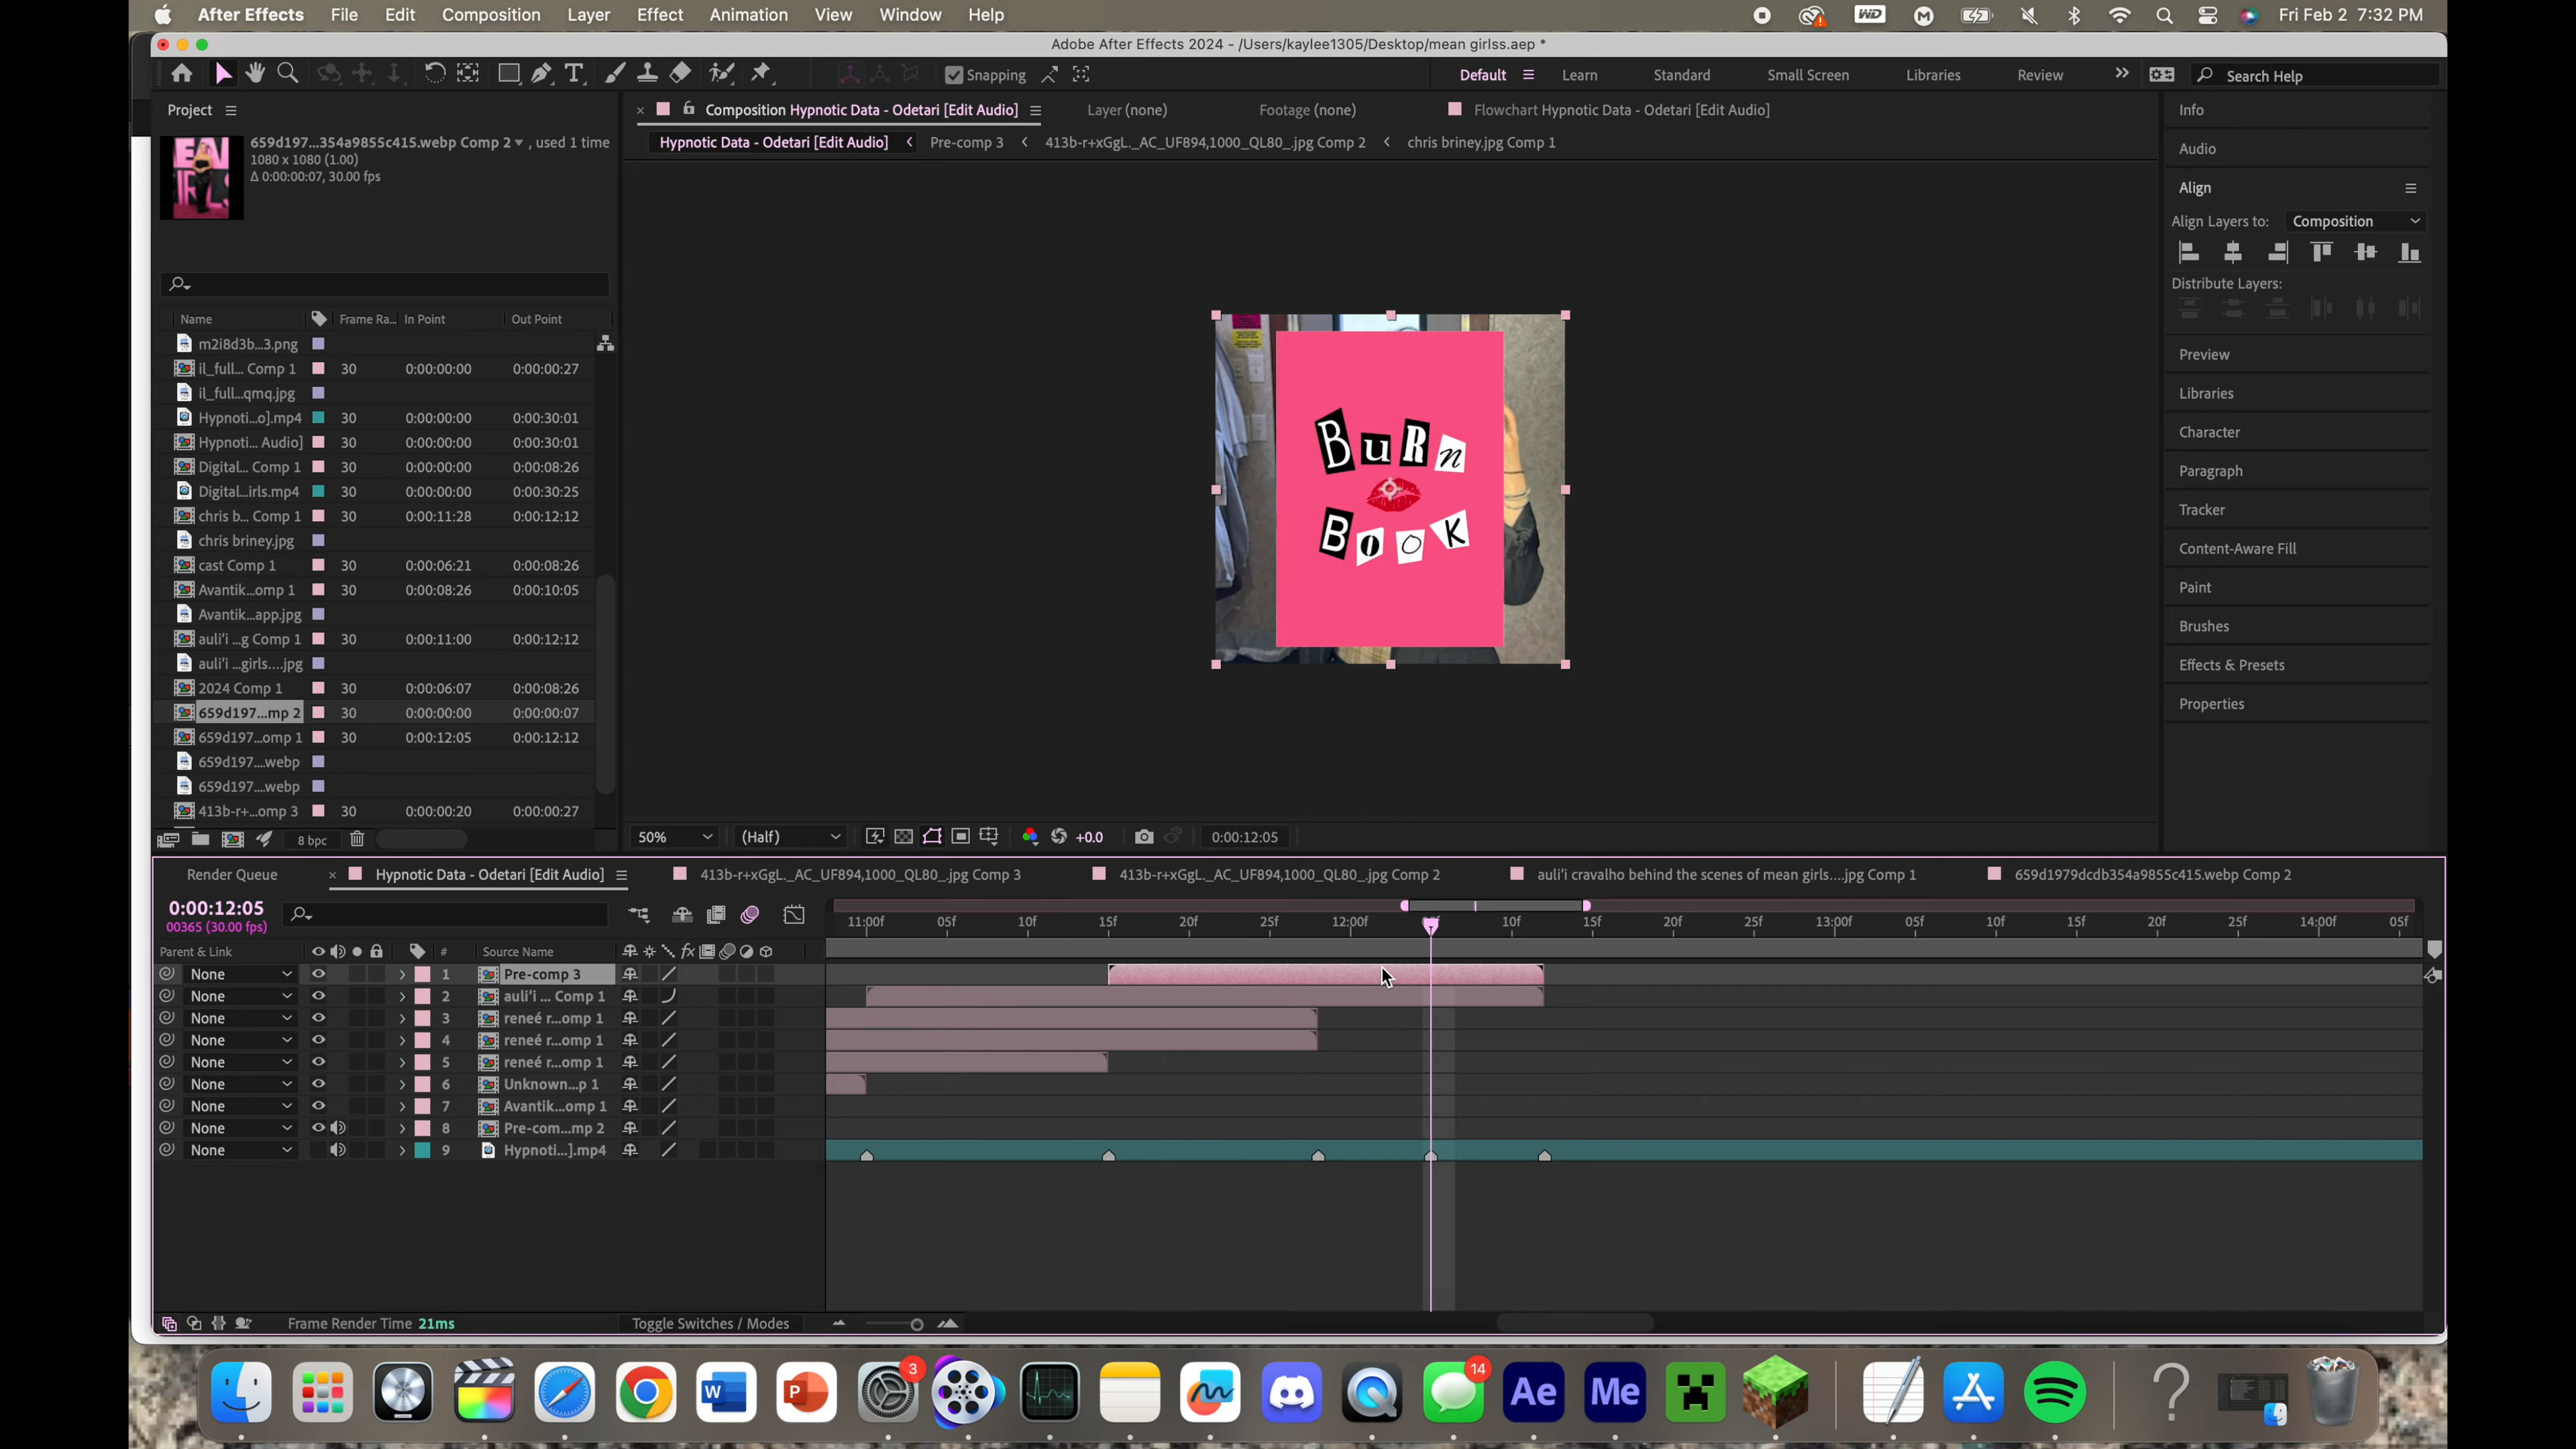 After Effects File Edit Composition Layer Effect Animation View Window Help
Fri Feb 2 7:32 PM
Adobe After Effects 2024 - /Users/kaylee1305/Desktop/mean girlss.aep *
Snapping
Default Learn Standard Small Screen Libraries Review Search Help
Project
659d197...354a9855c415.webp Comp 2 , used 1 time
1080 x 1080 (1.00)
Δ 0:00:00:07, 30.00 fps
Name Frame Ra... In Point Out Point
m2i8d3b...3.png
il_full... Comp 1 30 0:00:00:00 0:00:00:27
il_full...qmq.jpg
Hypnoti...o].mp4 30 0:00:00:00 0:00:30:01
Hypnoti... Audio] 30 0:00:00:00 0:00:30:01
Digital... Comp 1 30 0:00:00:00 0:00:08:26
Digital...irls.mp4 30 0:00:00:00 0:00:30:25
chris b... Comp 1 30 0:00:11:28 0:00:12:12
chris briney.jpg
cast Comp 1 30 0:00:06:21 0:00:08:26
Avantik...omp 1 30 0:00:08:26 0:00:10:05
Avantik...app.jpg
auli'i ...g Comp 1 30 0:00:11:00 0:00:12:12
auli'i ...girls....jpg
2024 Comp 1 30 0:00:06:07 0:00:08:26
659d197...mp 2 30 0:00:00:00 0:00:00:07
659d197...omp 1 30 0:00:12:05 0:00:12:12
659d197....webp
659d197....webp
413b-r+...omp 3 30 0:00:00:20 0:00:00:27
8 bpc
Composition Hypnotic Data - Odetari [Edit Audio] Layer (none) Footage (none) Flowchart Hypnotic Data - Odetari [Edit Audio]
Hypnotic Data - Odetari [Edit Audio] Pre-comp 3 413b-r+xGgL._AC_UF894,1000_QL80_.jpg Comp 2 chris briney.jpg Comp 1
BuRn
BOOK
50% (Half) +0.0 0:00:12:05
Info
Audio
Align
Align Layers to: Composition
Distribute Layers:
Preview
Libraries
Character
Paragraph
Tracker
Content-Aware Fill
Paint
Brushes
Effects & Presets
Properties
Render Queue Hypnotic Data - Odetari [Edit Audio] 413b-r+xGgL._AC_UF894,1000_QL80_.jpg Comp 3 413b-r+xGgL._AC_UF894,1000_QL80_.jpg Comp 2 auli'i cravalho behind the scenes of mean girls....jpg Comp 1 659d1979dcdb354a9855c415.webp Comp 2
0:00:12:05
00365 (30.00 fps)
11:00f 05f 10f 15f 20f 25f 12:00f 10f 15f 20f 25f 13:00f 05f 10f 15f 20f 25f 14:00f 05f
Parent & Link # Source Name
None 1 Pre-comp 3
None 2 auli'i ... Comp 1
None 3 reneé r...omp 1
None 4 reneé r...omp 1
None 5 reneé r...omp 1
None 6 Unknown...p 1
None 7 Avantik...omp 1
None 8 Pre-com...mp 2
None 9 Hypnoti...].mp4
Frame Render Time 21ms Toggle Switches / Modes
3 14
W P Ae Me